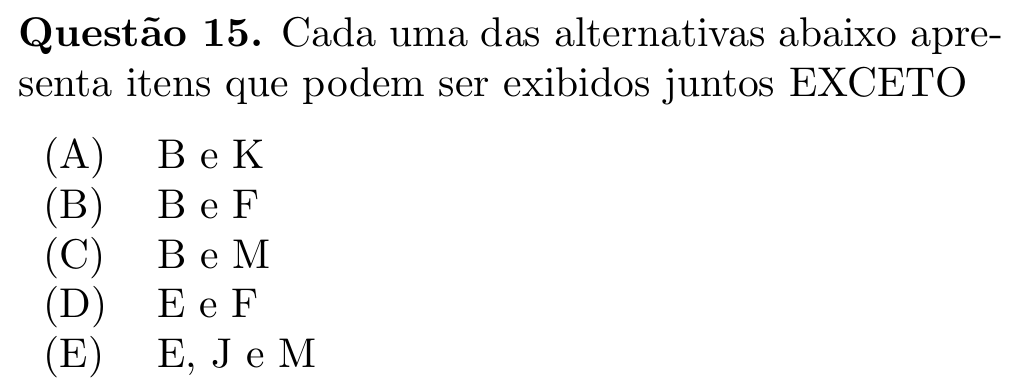 Questão 15. Cada uma das alternativas abaixo apre-
senta itens que podem ser exibidos juntos EXCETO
(A) B e K
(B) B e F
(C) B e M
(D) E e F
(E) E, J e M